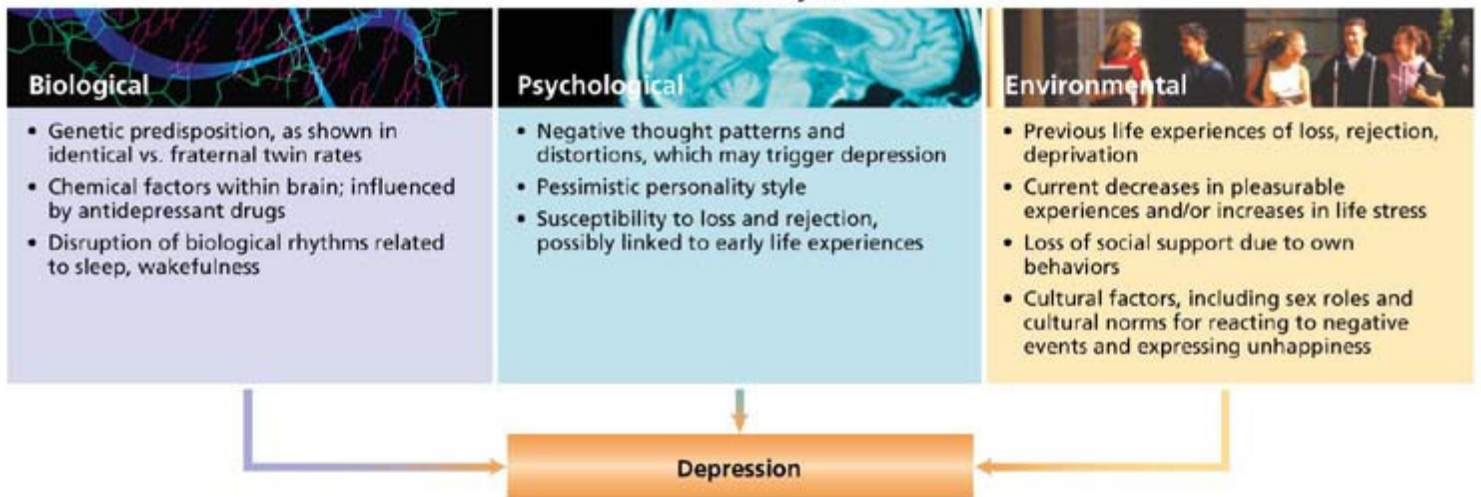 Biological
• Genetic predisposition, as shown in
identical vs. fraternal twin rates
• Chemical factors within brain; influenced
by antidepressant drugs
• Disruption of biological rhythms related
to sleep, wakefulness
Psychological
• Negative thought patterns and
distortions, which may trigger depression
• Pessimistic personality style
• Susceptibility to loss and rejection,
possibly linked to early life experiences
Environmental
• Previous life experiences of loss, rejection,
deprivation
• Current decreases in pleasurable
experiences and/or increases in life stress
• Loss of social support due to own
behaviors
• Cultural factors, including sex roles and
cultural norms for reacting to negative
events and expressing unhappiness
Depression